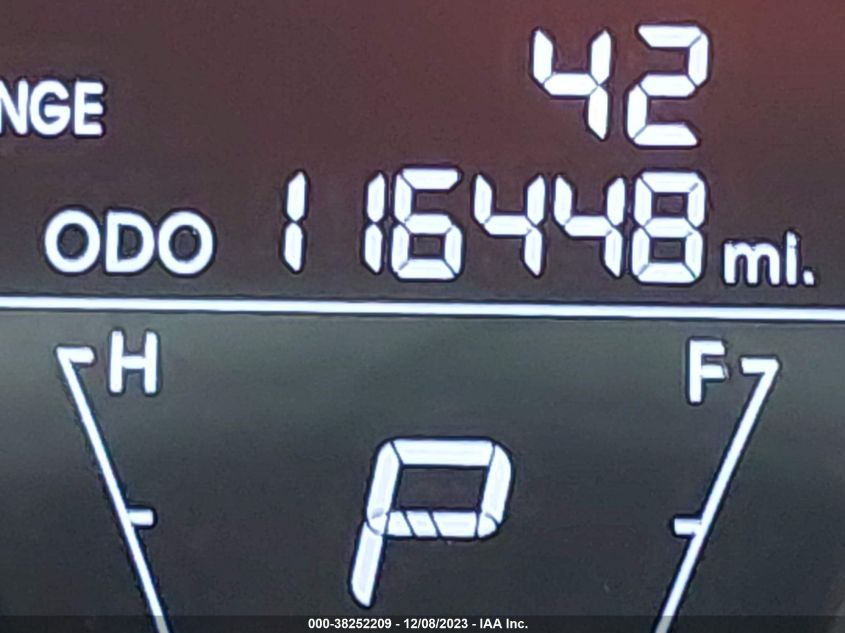 NGE 42
ODO 116448 mi.
H F
P
000-38252209 - 12/08/2023 - IAA Inc.